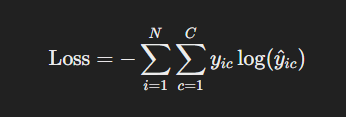 Loss = − ∑_{i=1}^{N} ∑_{c=1}^{C} y_{ic} log(ŷ_{ic})